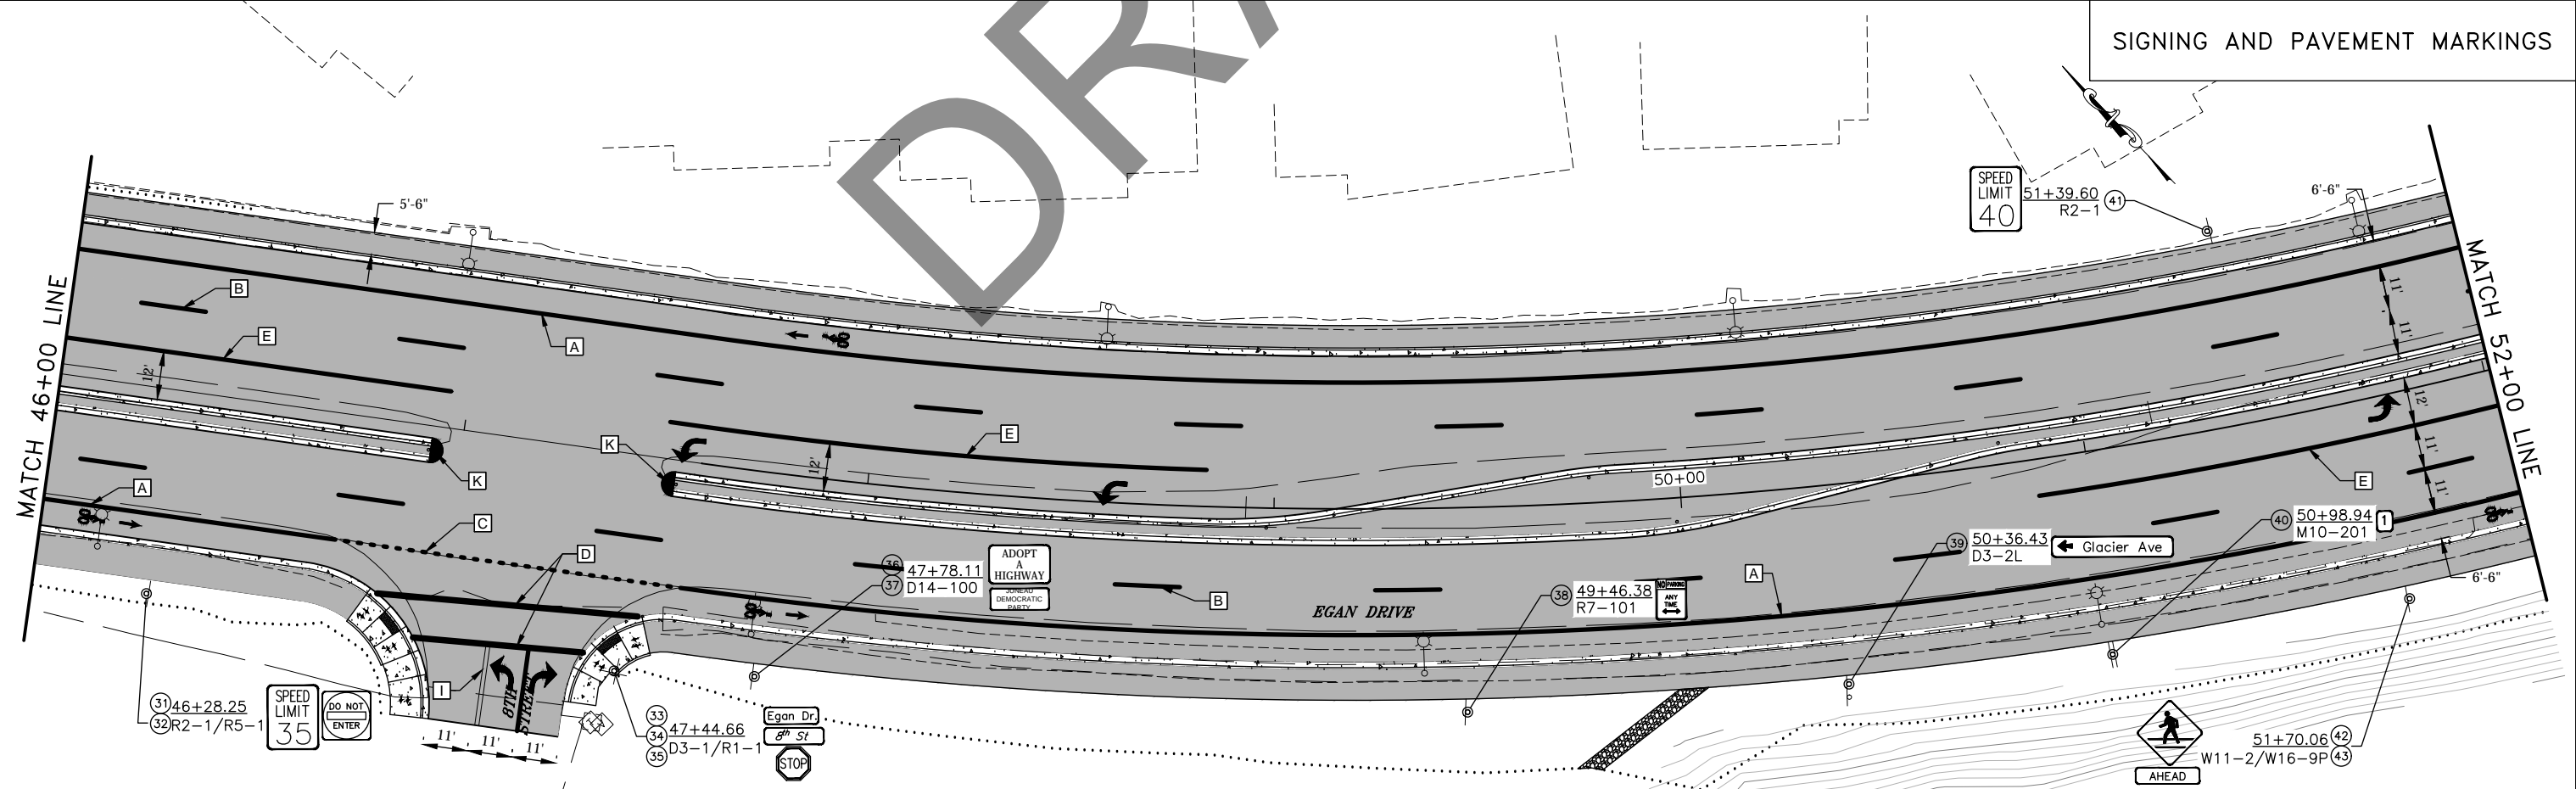 SIGNING AND PAVEMENT MARKINGS
DRA
MATCH 46+00 LINE
MATCH 52+00 LINE
5'-6"
6'-6"
SPEED
LIMIT
40
51+39.60
R2-1
41
B
E
A
12'
11'
11'
K
K
E
12'
12'
11'
11'
E
50+00
A
C
D
36
37
47+78.11
D14-100
ADOPT
A
HIGHWAY
JUNEAU
DEMOCRATIC
PARTY
B
EGAN DRIVE
38
49+46.38
R7-101
NO PARKING
ANY
TIME
A
39
50+36.43
D3-2L
Glacier Ave
40
50+98.94
M10-201
1
6'-6"
31
32
46+28.25
R2-1/R5-1
SPEED
LIMIT
35
DO NOT
ENTER
I
8TH
STREET
11'
11'
11'
33
34
35
47+44.66
D3-1/R1-1
Egan Dr.
8th St
STOP
AHEAD
51+70.06
W11-2/W16-9P
42
43